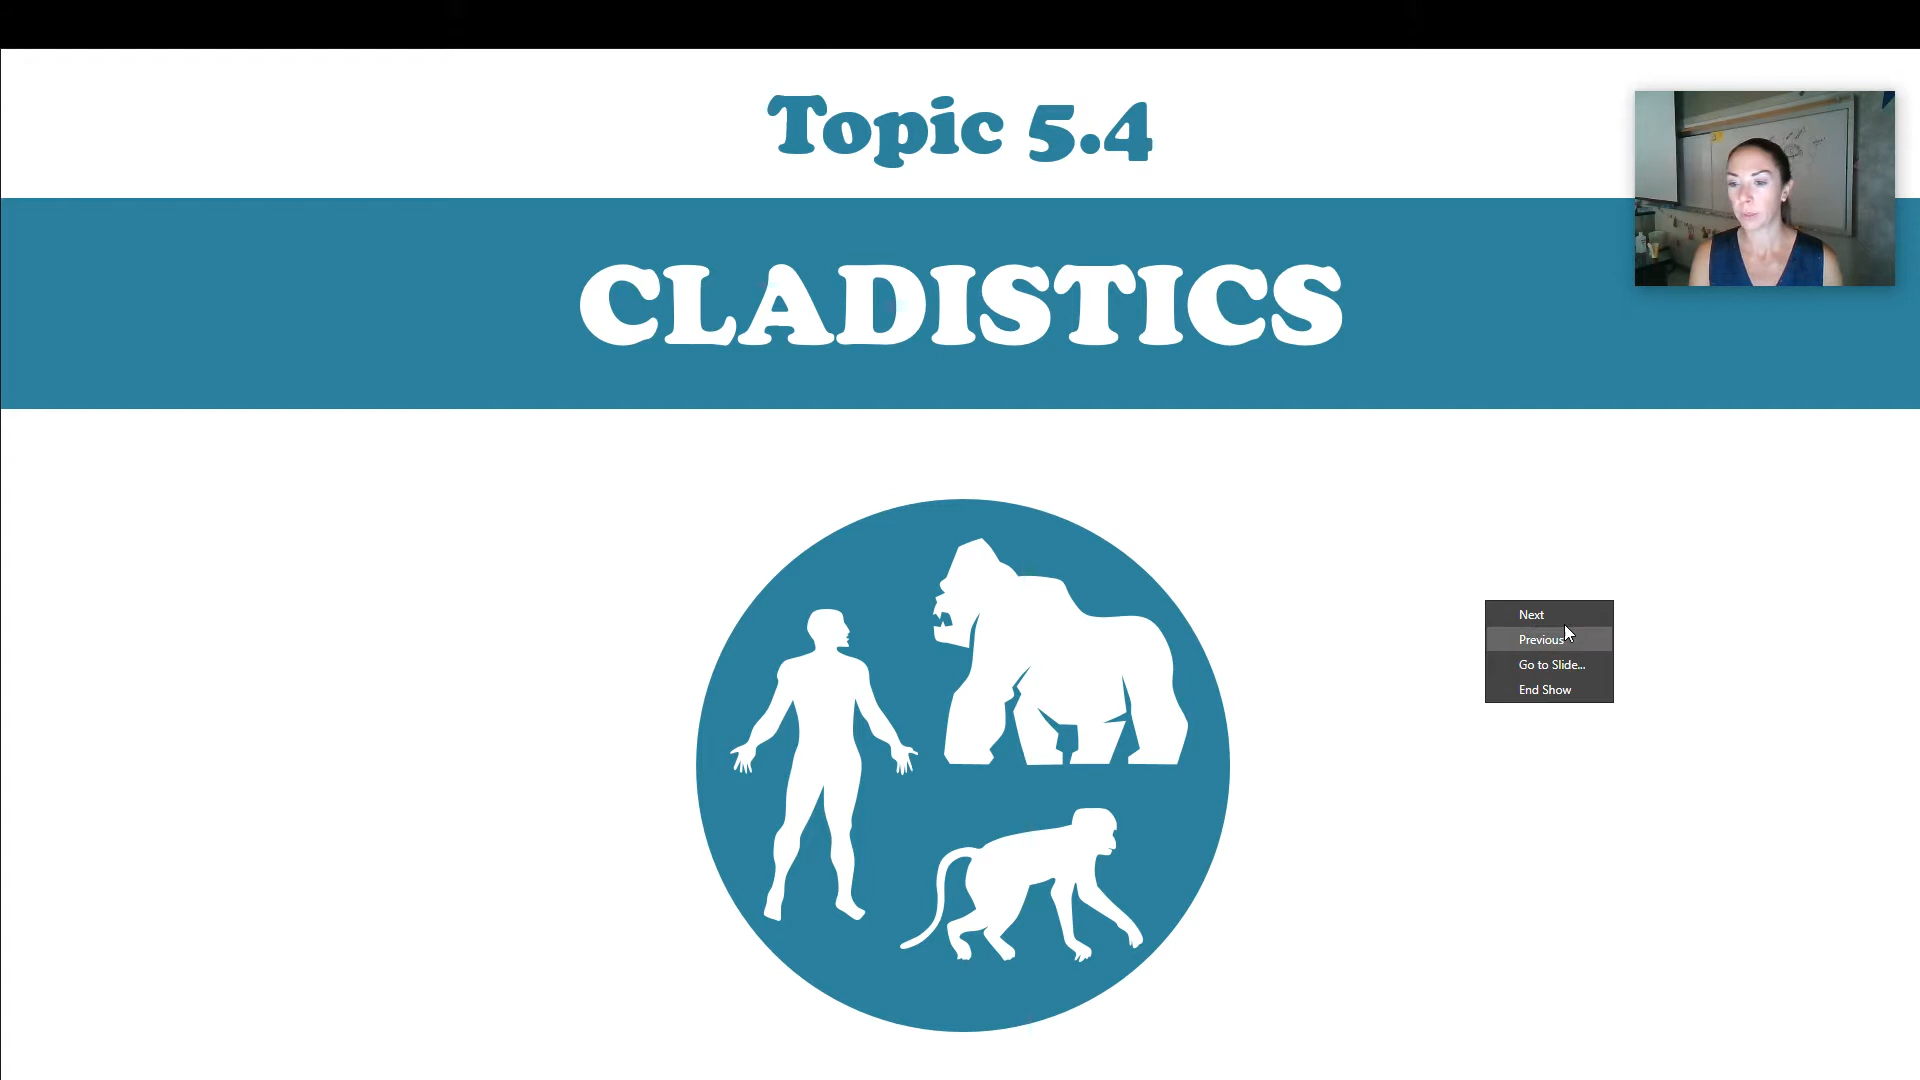 Topic 5.4
CLADISTICS
Next
Previous
Go to Slide...
End Show